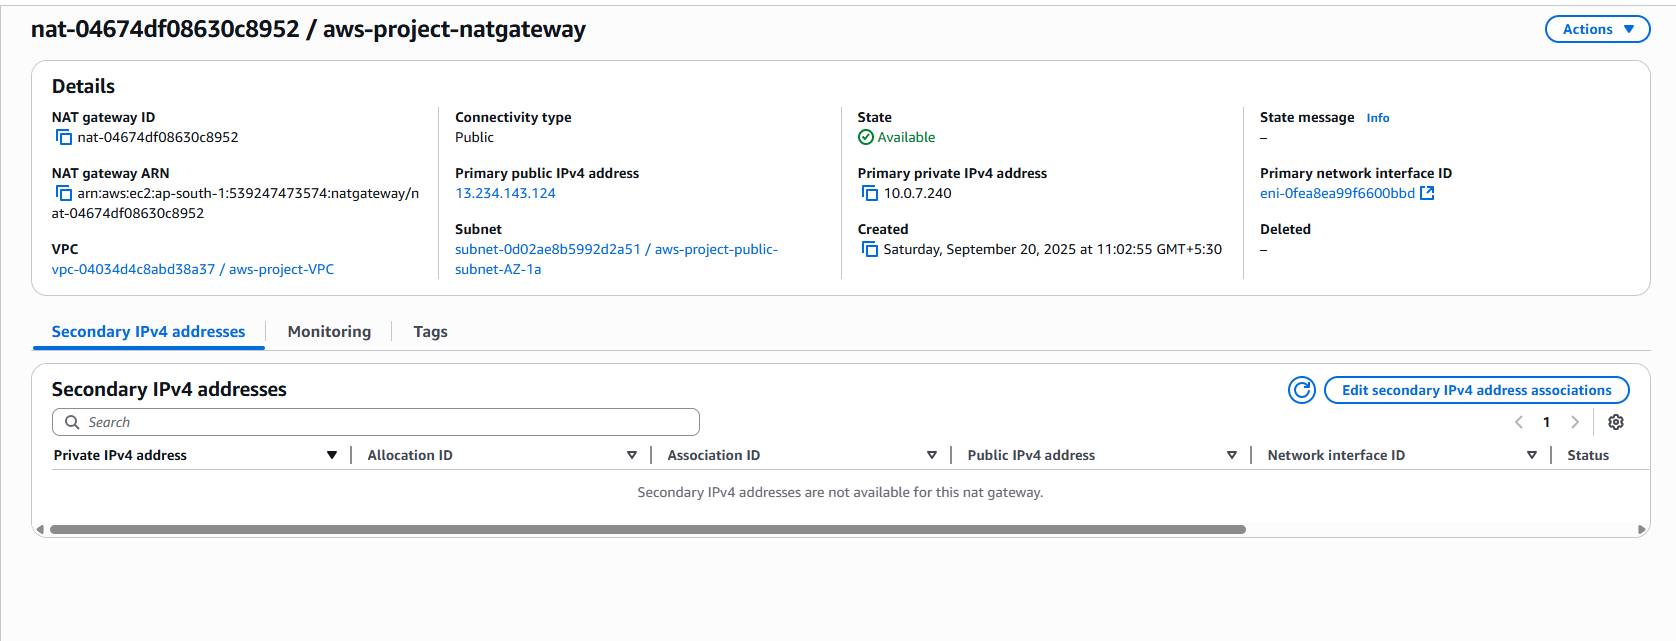 nat-04674df08630c8952 / aws-project-natgateway
Actions
Details
NAT gateway ID
nat-04674df08630c8952
NAT gateway ARN
arn:aws:ec2:ap-south-1:539247473574:natgateway/n
at-04674df08630c8952
VPC
vpc-04034d4c8abd38a37 / aws-project-VPC
Connectivity type
Public
Primary public IPv4 address
13.234.143.124
Subnet
subnet-0d02ae8b5992d2a51 / aws-project-public-
subnet-AZ-1a
State
Available
Primary private IPv4 address
10.0.7.240
Created
Saturday, September 20, 2025 at 11:02:55 GMT+5:30
State message Info
–
Primary network interface ID
eni-0fea8ea99f6600bbd
Deleted
–
Secondary IPv4 addresses Monitoring Tags
Secondary IPv4 addresses
Edit secondary IPv4 address associations
Search
1
Private IPv4 address Allocation ID Association ID Public IPv4 address Network interface ID Status
Secondary IPv4 addresses are not available for this nat gateway.